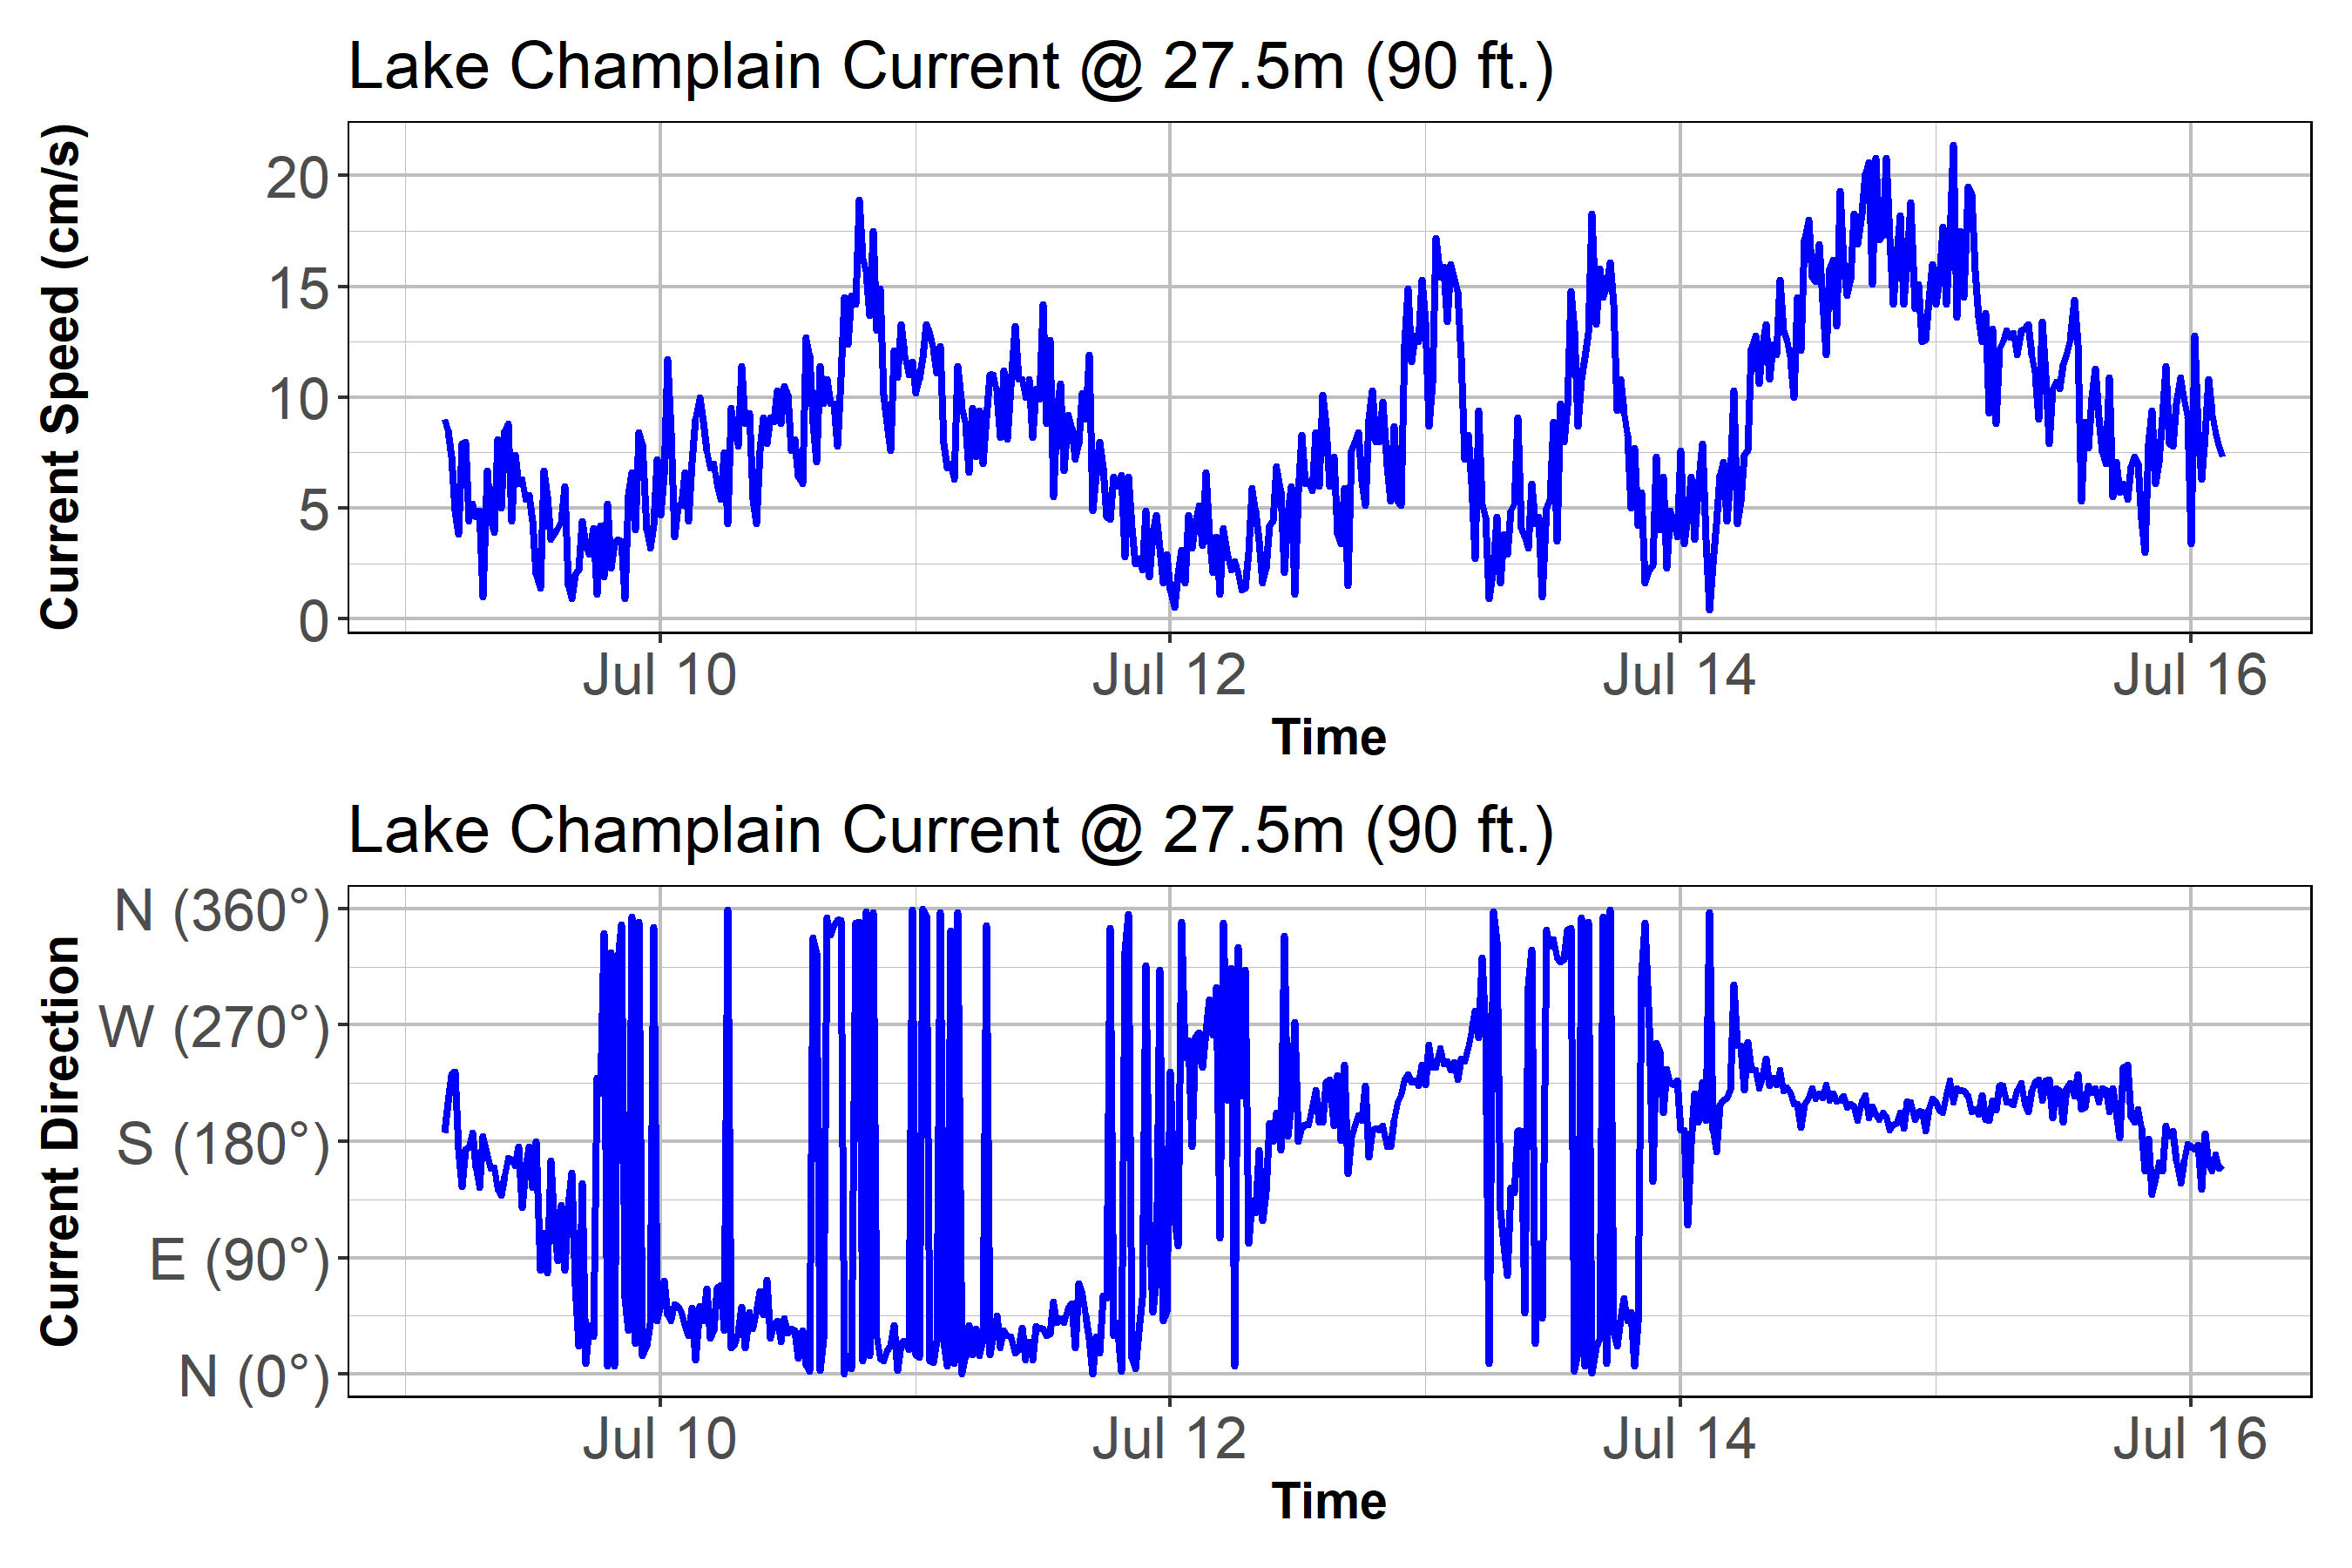 Lake Champlain Current @ 27.5m (90 ft.)
Current Speed (cm/s)
20
15
10
5
0
Jul 10
Jul 12
Jul 14
Jul 16
Time
Lake Champlain Current @ 27.5m (90 ft.)
Current Direction
N (360°)
W (270°)
S (180°)
E (90°)
N (0°)
Jul 10
Jul 12
Jul 14
Jul 16
Time